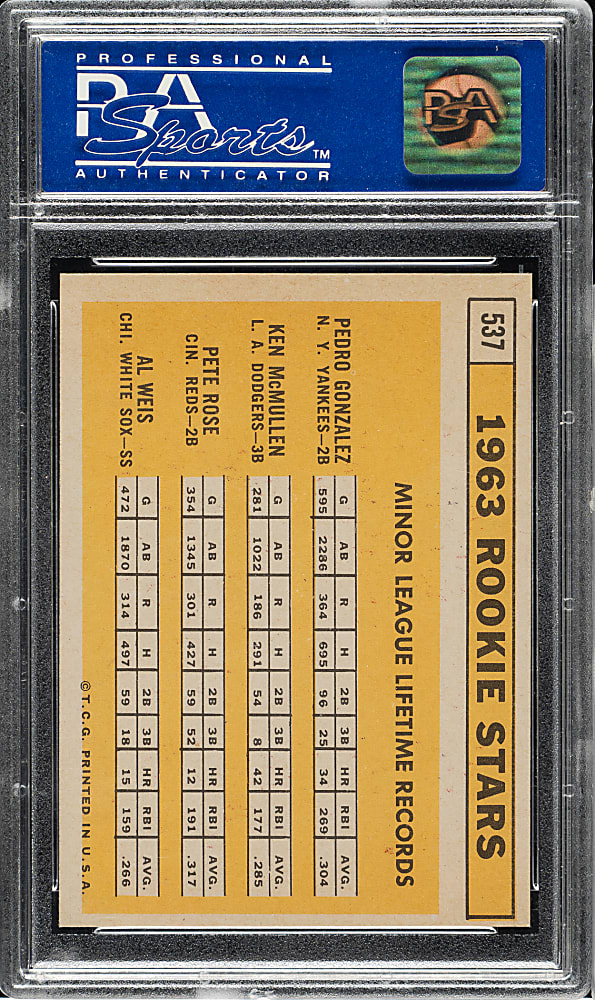 PROFESSIONAL
PSA
Sports™
AUTHENTICATOR
PSA
537
1963 ROOKIE STARS
MINOR LEAGUE LIFETIME RECORDS
PEDRO GONZALEZ
N. Y. YANKEES—2B
G AB R H 2B 3B HR RBI AVG.
595 2286 364 695 96 25 34 269 .304
KEN McMULLEN
L. A. DODGERS—3B
G AB R H 2B 3B HR RBI AVG.
281 1022 186 291 54 8 42 177 .285
PETE ROSE
CIN. REDS—2B
G AB R H 2B 3B HR RBI AVG.
354 1345 301 427 59 52 12 191 .317
AL WEIS
CHI. WHITE SOX—SS
G AB R H 2B 3B HR RBI AVG.
472 1870 314 497 59 18 15 159 .266
© T.C.G. PRINTED IN U.S.A.